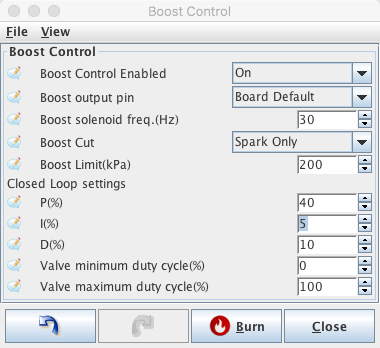 Boost Control
File View
Boost Control
Boost Control Enabled On
Boost output pin Board Default
Boost solenoid freq.(Hz) 30
Boost Cut Spark Only
Boost Limit(kPa) 200
Closed Loop settings
P(%) 40
I(%) 5
D(%) 10
Valve minimum duty cycle(%) 0
Valve maximum duty cycle(%) 100
Burn Close